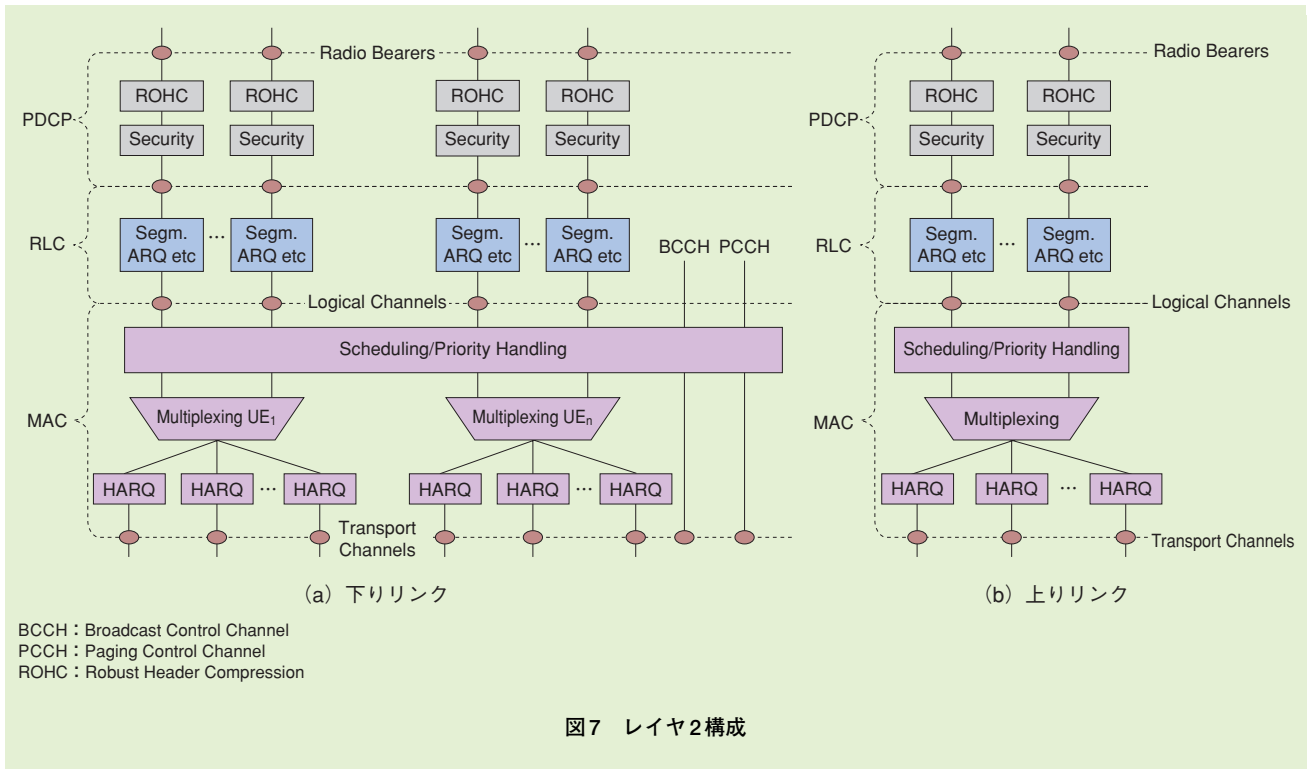 Radio Bearers
ROHC ROHC ROHC ROHC
PDCP
Security Security Security Security
RLC
Segm. ARQ etc … Segm. ARQ etc Segm. ARQ etc … Segm. ARQ etc
BCCH PCCH
Logical Channels
Scheduling/Priority Handling
MAC
Multiplexing UE1 Multiplexing UEn
HARQ HARQ … HARQ HARQ HARQ … HARQ
Transport
Channels
(a) 下りリンク
Radio Bearers
ROHC ROHC
PDCP
Security Security
RLC
Segm. ARQ etc … Segm. ARQ etc
Logical Channels
Scheduling/Priority Handling
MAC
Multiplexing
HARQ HARQ … HARQ
Transport Channels
(b) 上りリンク
BCCH：Broadcast Control Channel
PCCH：Paging Control Channel
ROHC：Robust Header Compression
図7 レイヤ2構成